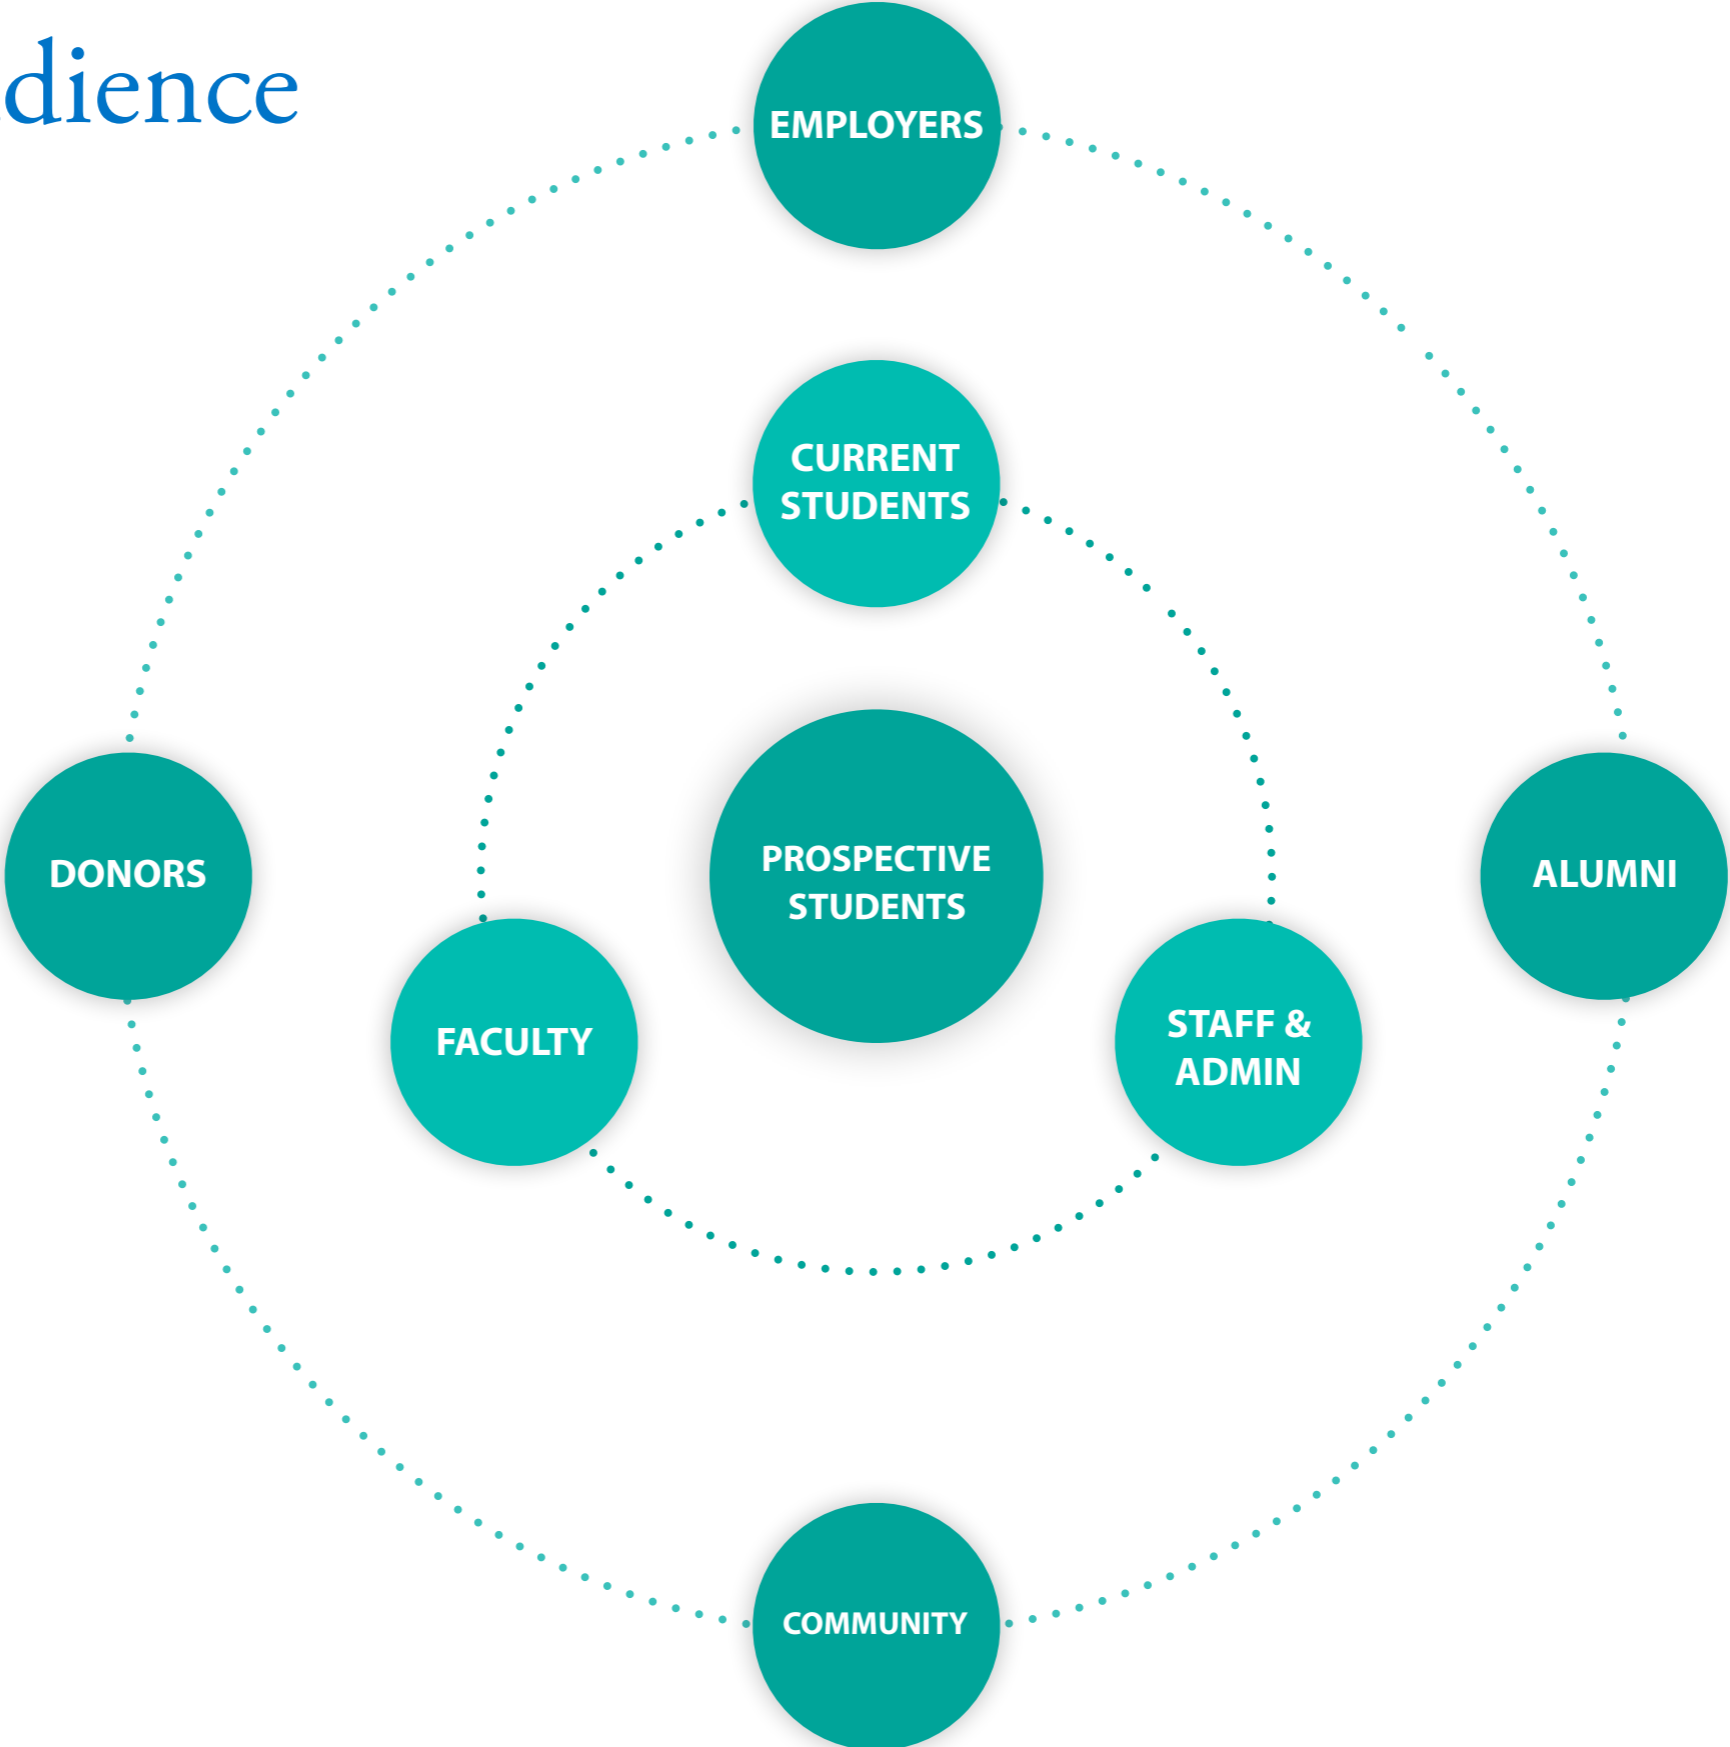 dience
EMPLOYERS
CURRENT
STUDENTS
PROSPECTIVE
STUDENTS
DONORS
ALUMNI
FACULTY
STAFF &
ADMIN
COMMUNITY